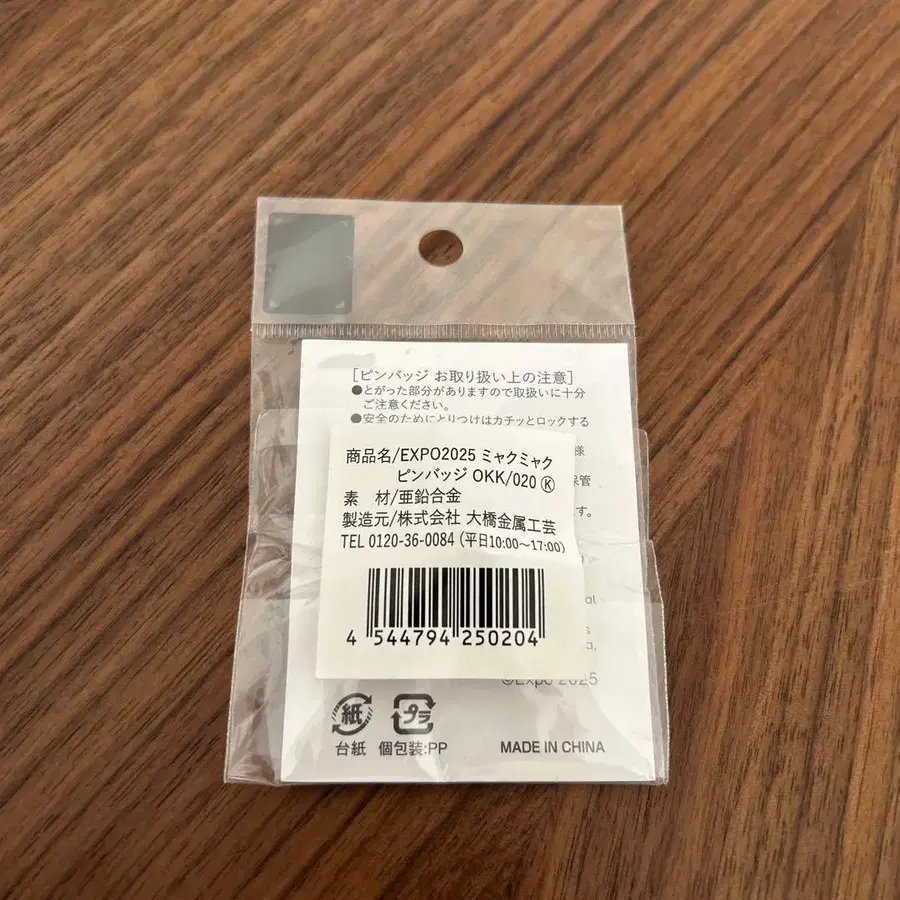 [ピンバッジ お取り扱い上の注意]
●とがった部分がありますので取扱いに十分
ご注意ください。
●安全のためにとりつけはカチッとロックする
様
保管
す。
商品名/EXPO2025 ミャクミャク
ピンバッジ OKK/020 Ⓚ
素 材/亜鉛合金
製造元/株式会社 大橋金属工芸
TEL 0120-36-0084 (平日10:00〜17:00)
4 544794 250204
©Expo 2025
紙
プラ
台紙 個包装:PP
MADE IN CHINA